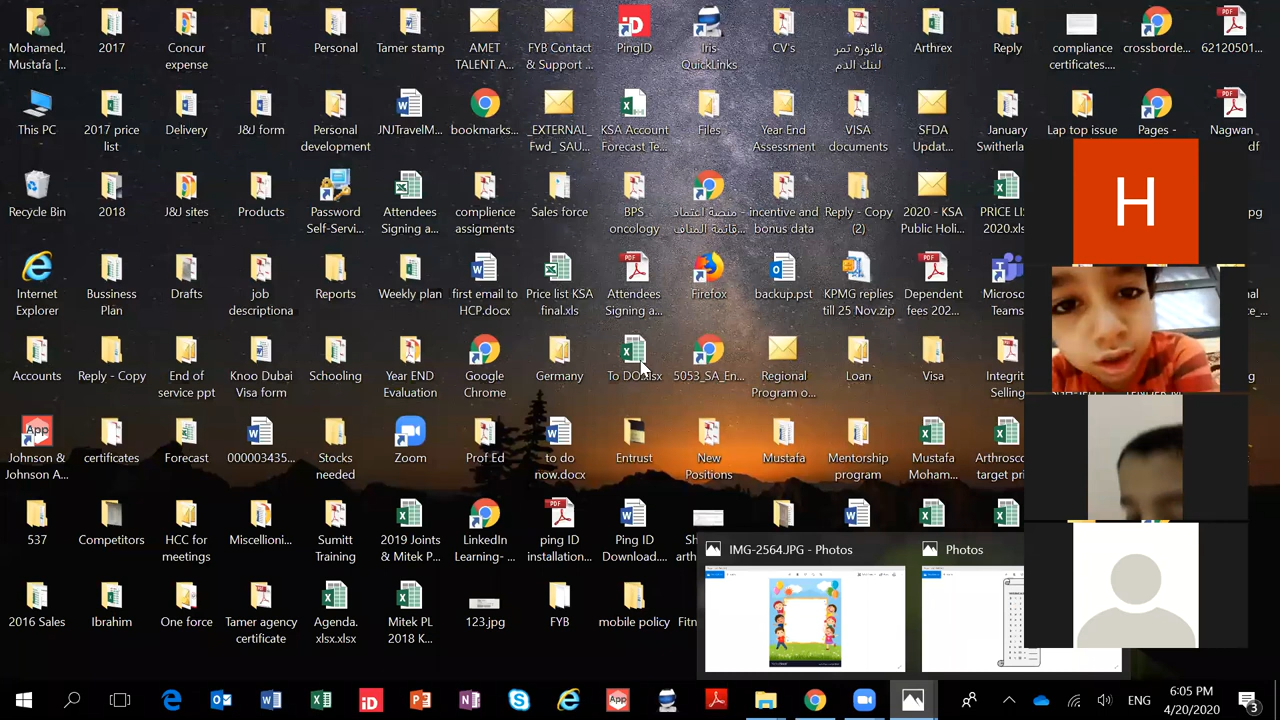 Mohamed,
Mustafa [...
2017
Concur
expense
IT
Personal
Tamer stamp
AMET
TALENT A...
FYB Contact
& Support ...
PingID
Iris
QuickLinks
CV's
فاتوره تمر
لبنك الدم
Arthrex
Reply
compliance
certificates....
crossborde...
62120501...
This PC
2017 price
list
Delivery
J&J form
Personal
development
JNJTravelM...
bookmarks...
_EXTERNAL_
Fwd_ SAU...
KSA Account
Forecast Te...
Files
Year End
Assessment
VISA
documents
SFDA
Updat...
January
Switherla
Lap top issue
Pages -
Nagwan
Recycle Bin
2018
J&J sites
Products
Password
Self-Servi...
Attendees
Signing a...
complience
assigments
Sales force
BPS
oncology
منصة اعتماد -
قائمة المناف...
incentive and
bonus data
Reply - Copy
(2)
2020 - KSA
Public Holi...
PRICE LIS
2020.xls
H
Internet
Explorer
Bussiness
Plan
Drafts
job
descriptiona
Reports
Weekly plan
first email to
HCP.docx
Price list KSA
final.xls
Attendees
Signing a...
Firefox
backup.pst
KPMG replies
till 25 Nov.zip
Dependent
fees 202...
Microso
Teams
Accounts
Reply - Copy
End of
service ppt
Knoo Dubai
Visa form
Schooling
Year END
Evaluation
Google
Chrome
Germany
To DO.xlsx
5053_SA_En...
Regional
Program o...
Loan
Visa
Integrit
Selling
Johnson &
Johnson A...
certificates
Forecast
000003435...
Stocks
needed
Zoom
Prof Ed
to do
now.docx
Entrust
New
Positions
Mustafa
Mentorship
program
Mustafa
Moham...
Arthrosc
target pri
537
Competitors
HCC for
meetings
Miscellioni...
Sumitt
Training
2019 Joints
& Mitek P...
LinkedIn
Learning- ...
ping ID
installation...
Ping ID
Download....
2016 Sales
Ibrahim
One force
Tamer agency
certificate
Agenda.
xlsx.xlsx
Mitek PL
2018 K...
123.jpg
FYB
mobile policy
IMG-2564.JPG - Photos
Photos
ENG
6:05 PM
4/20/2020
3